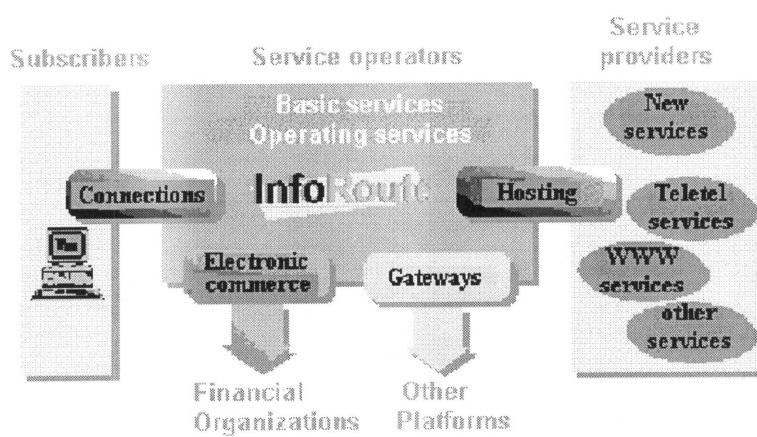 Subscribers
Service operators
Service
providers
Basic services
Operating services
InfoRoute
Connections
Hosting
Electronic
commerce
Gateways
New
services
Teletel
services
WWW
services
other
services
Financial
Organizations
Other
Platforms